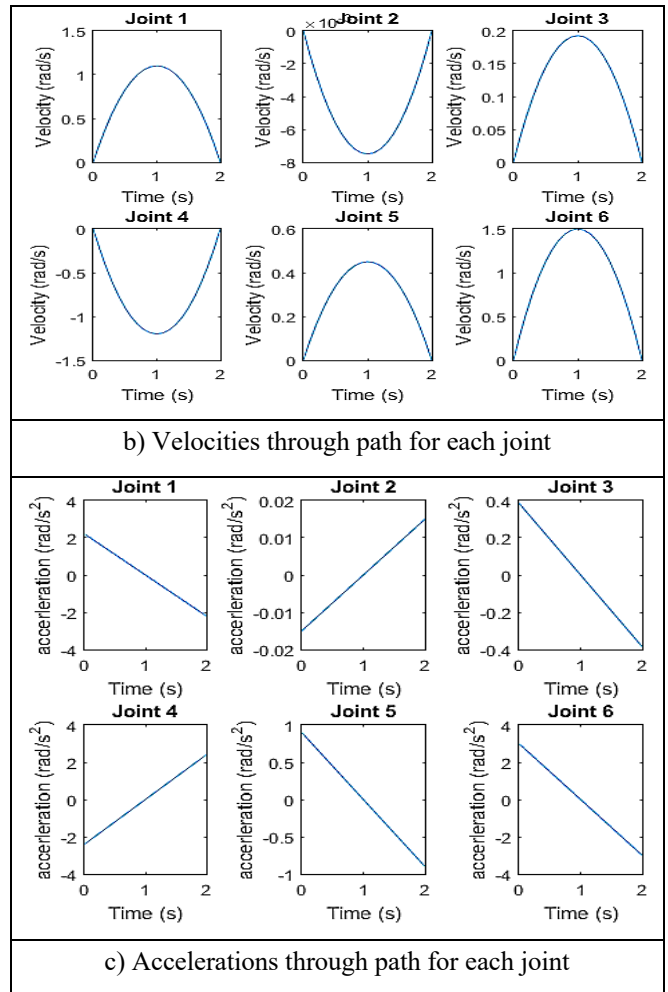 Joint 1
Joint 2
Joint 3
× 10
1.5
1
0.5
0
Velocity (rad/s)
0 1 2
Time (s)
0
-2
-4
-6
-8
Velocity (rad/s)
0 1 2
Time (s)
0.2
0.15
0.1
0.05
0
Velocity (rad/s)
0 1 2
Time (s)
Joint 4
Joint 5
Joint 6
0
-0.5
-1
-1.5
Velocity (rad/s)
0 1 2
Time (s)
0.6
0.4
0.2
0
Velocity (rad/s)
0 1 2
Time (s)
1.5
1
0.5
0
Velocity (rad/s)
0 1 2
Time (s)
b) Velocities through path for each joint
Joint 1
Joint 2
Joint 3
4
2
0
-2
-4
accerleration (rad/s²)
0 1 2
Time (s)
0.02
0.01
0
-0.01
-0.02
accerleration (rad/s²)
0 1 2
Time (s)
0.4
0.2
0
-0.2
-0.4
accerleration (rad/s²)
0 1 2
Time (s)
Joint 4
Joint 5
Joint 6
4
2
0
-2
-4
accerleration (rad/s²)
0 1 2
Time (s)
1
0.5
0
-0.5
-1
accerleration (rad/s²)
0 1 2
Time (s)
4
2
0
-2
-4
accerleration (rad/s²)
0 1 2
Time (s)
c) Accelerations through path for each joint